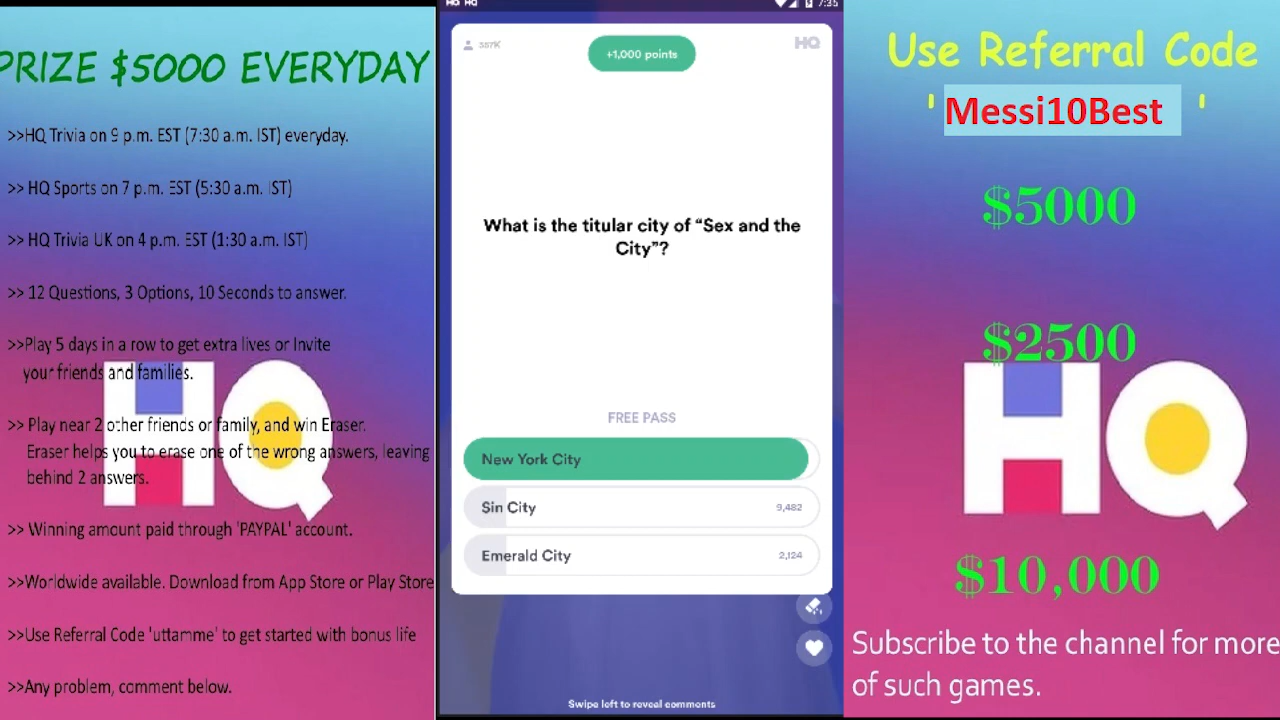 PRIZE $5000 EVERYDAY
>>HQ Trivia on 9 p.m. EST (7:30 a.m. IST) everyday.
>> HQ Sports on 7 p.m. EST (5:30 a.m. IST)
>> HQ Trivia UK on 4 p.m. EST (1:30 a.m. IST)
>> 12 Questions, 3 Options, 10 Seconds to answer.
>>Play 5 days in a row to get extra lives or Invite
your friends and families.
>> Play near 2 other friends or family, and win Eraser.
Eraser helps you to erase one of the wrong answers, leaving
behind 2 answers.
>> Winning amount paid through 'PAYPAL' account.
>>Worldwide available. Download from App Store or Play Store
>>Use Referral Code 'uttamme' to get started with bonus life
>>Any problem, comment below.
HQ
HQ HQ
7:35
357K
+1,000 points
HQ
What is the titular city of “Sex and the
City”?
FREE PASS
New York City
Sin City 9,482
Emerald City 2,124
Swipe left to reveal comments
Use Referral Code
' Messi10Best '
$5000
$2500
HQ
$10,000
Subscribe to the channel for more
of such games.